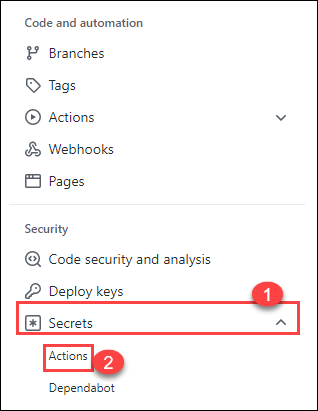 Code and automation
Branches
Tags
Actions
Webhooks
Pages
Security
Code security and analysis
1
Deploy keys
Secrets
Actions
2
Dependabot